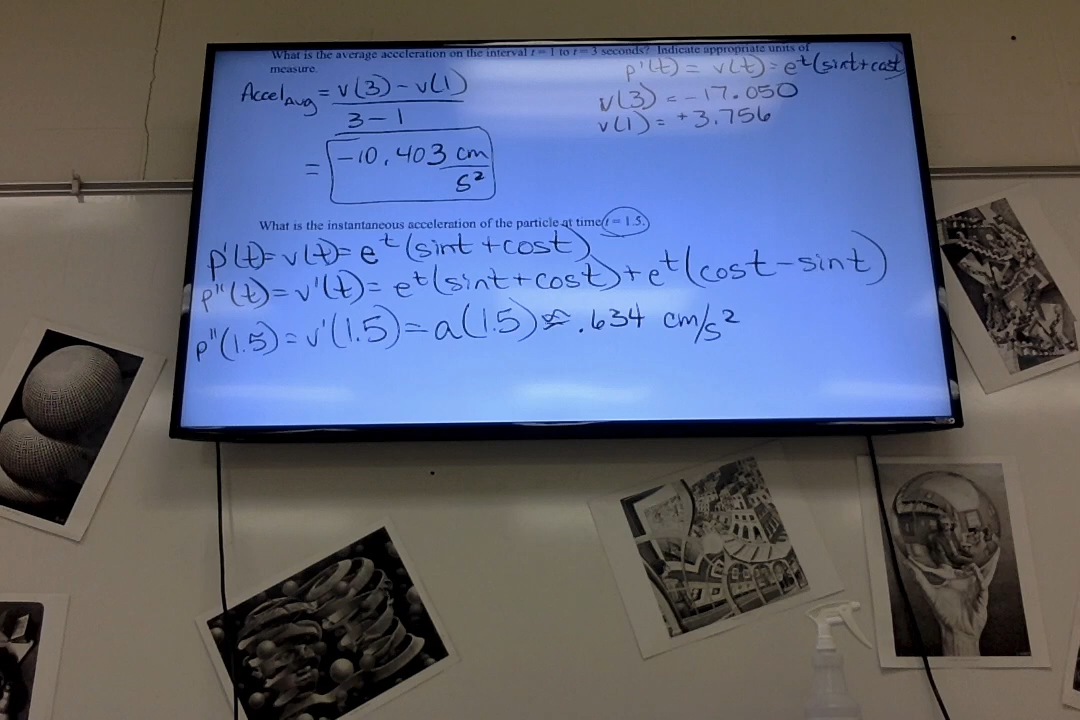 What is the average acceleration on the interval t = 1 to t = 3 seconds? Indicate appropriate units of
measure.
p'(t) = v(t) = e^t(sint+cost)
Accel_Avg = v(3) - v(1) / 3 - 1
v(3) = -17.050
v(1) = +3.756
= -10.403 cm/s²
What is the instantaneous acceleration of the particle at time t = 1.5.
p'(t) = v(t) = e^t(sint + cost)
p"(t) = v'(t) = e^t(sint + cost) + e^t(cost - sint)
p"(1.5) = v'(1.5) = a(1.5) ≈ .634 cm/s²